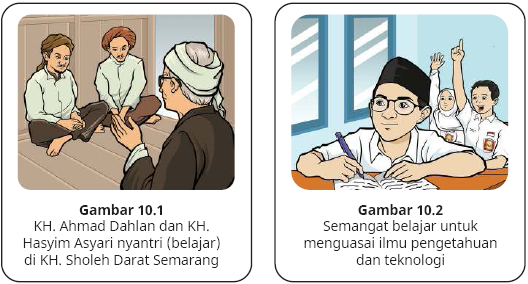 Gambar 10.1
KH. Ahmad Dahlan dan KH.
Hasyim Asyari nyantri (belajar)
di KH. Sholeh Darat Semarang
Gambar 10.2
Semangat belajar untuk
menguasai ilmu pengetahuan
dan teknologi